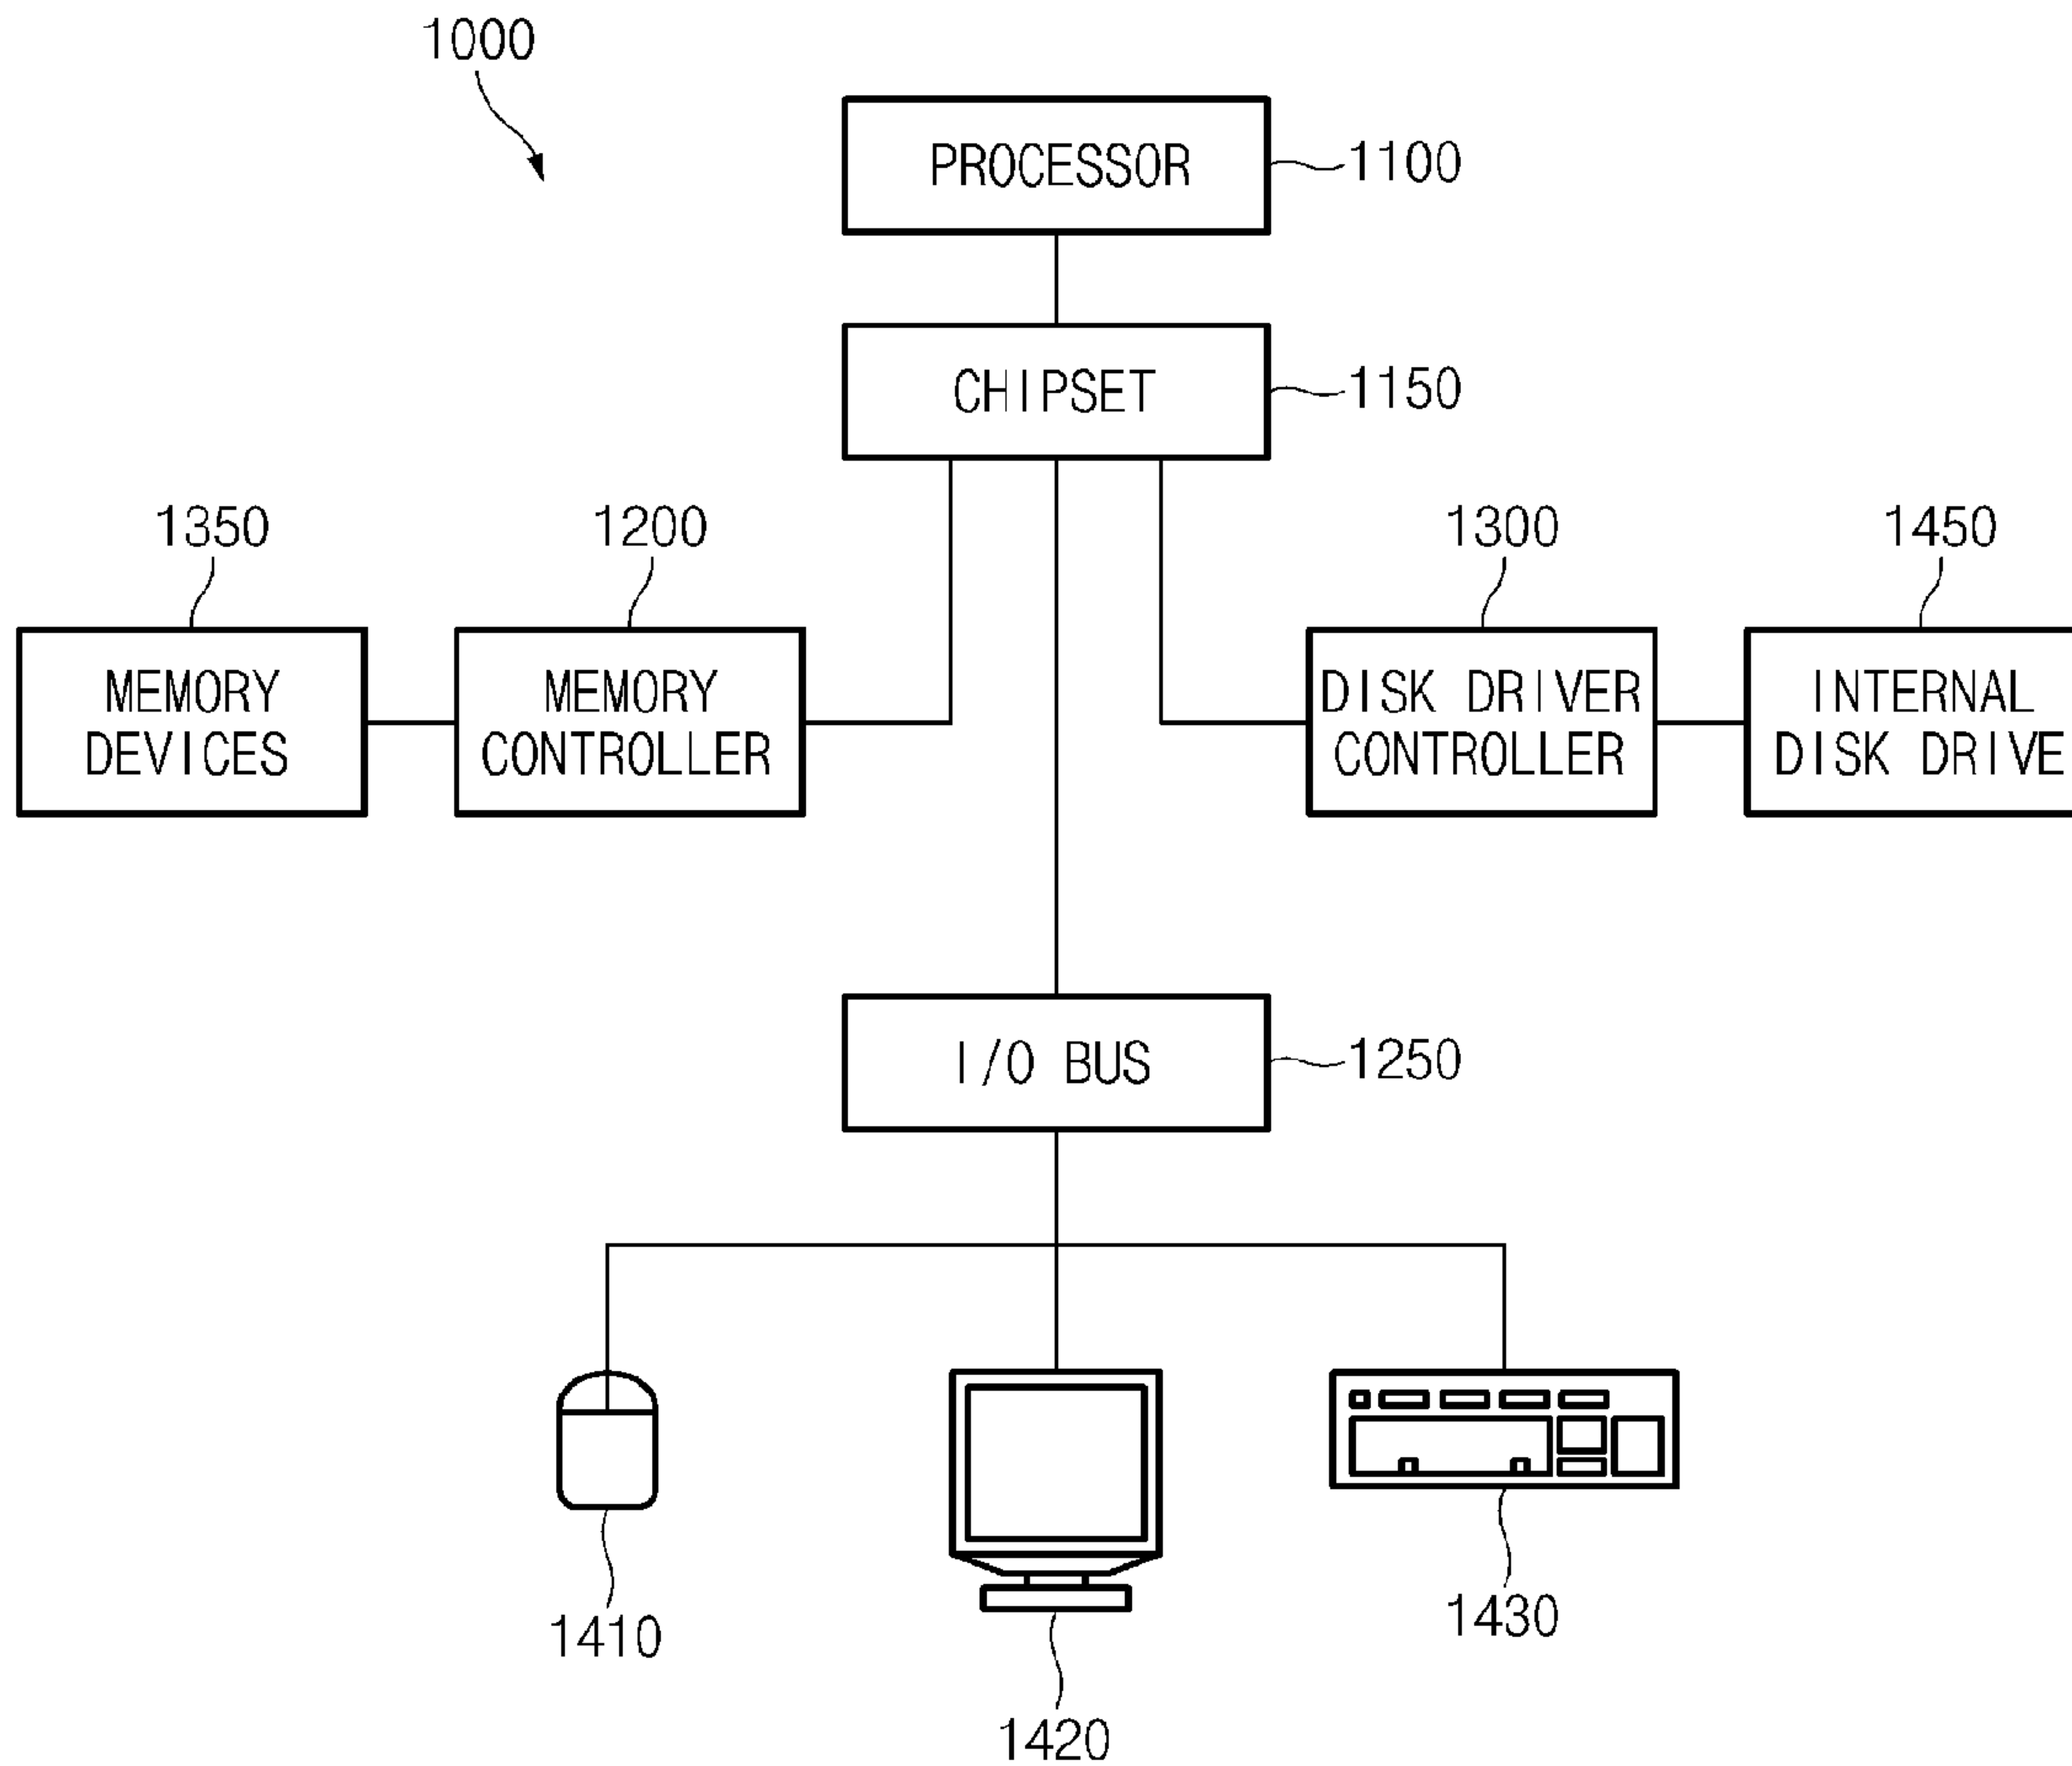 1000
PROCESSOR
1100
CHIPSET
1150
1350
1200
1300
1450
MEMORY
DEVICES
MEMORY
CONTROLLER
DISK DRIVER
CONTROLLER
INTERNAL
DISK DRIVE
I/O BUS
1250
1410
1420
1430